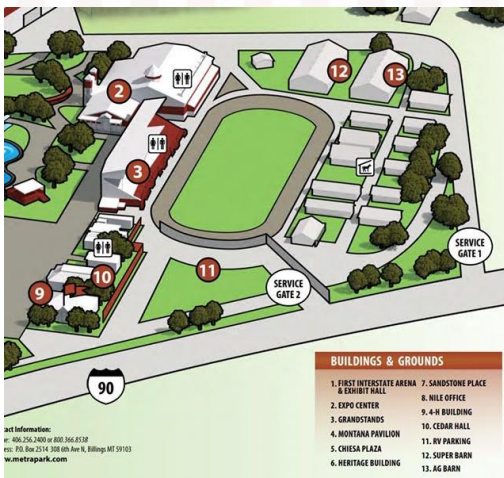 2
12
13
3
SERVICE
GATE 1
10
9
11
SERVICE
GATE 2
90
BUILDINGS & GROUNDS
1. FIRST INTERSTATE ARENA
& EXHIBIT HALL
2. EXPO CENTER
3. GRANDSTANDS
4. MONTANA PAVILION
5. CHIESA PLAZA
6. HERITAGE BUILDING
7. SANDSTONE PLACE
8. NILE OFFICE
9. 4-H BUILDING
10. CEDAR HALL
11. RV PARKING
12. SUPER BARN
13. AG BARN
tact Information:
406.256.2400 or 800.366.8538
ess: P.O. Box 2514 308 6th Ave N, Billings MT 59103
w.metrapark.com